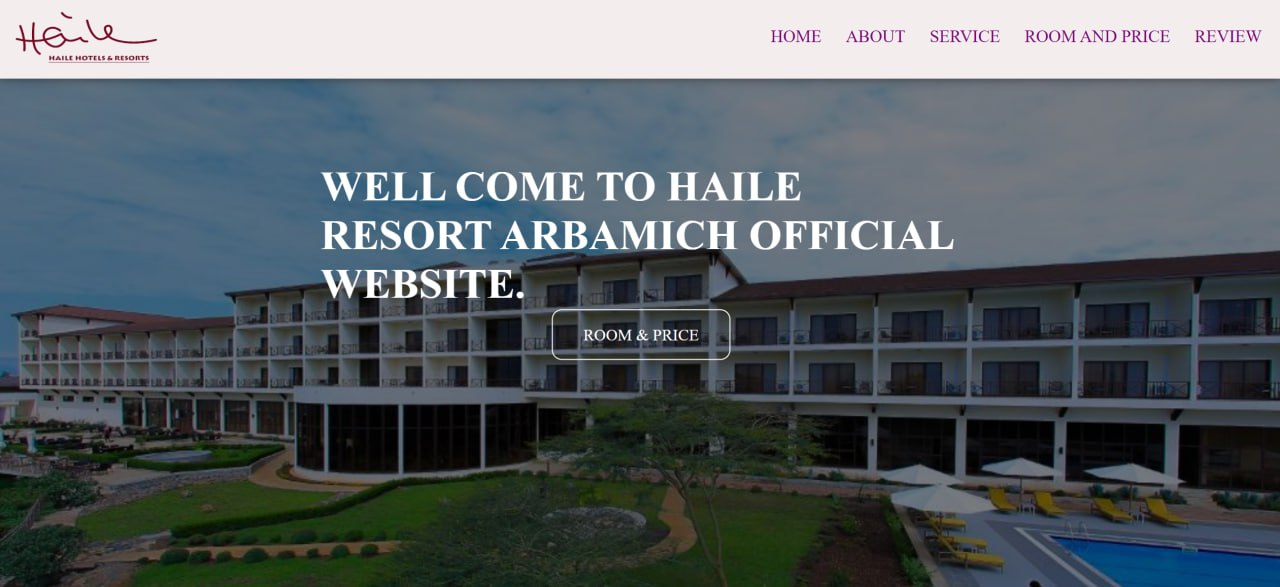 Haile
HAILE HOTELS & RESORTS
HOME ABOUT SERVICE ROOM AND PRICE REVIEW
WELL COME TO HAILE
RESORT ARBAMICH OFFICIAL
WEBSITE.
ROOM & PRICE